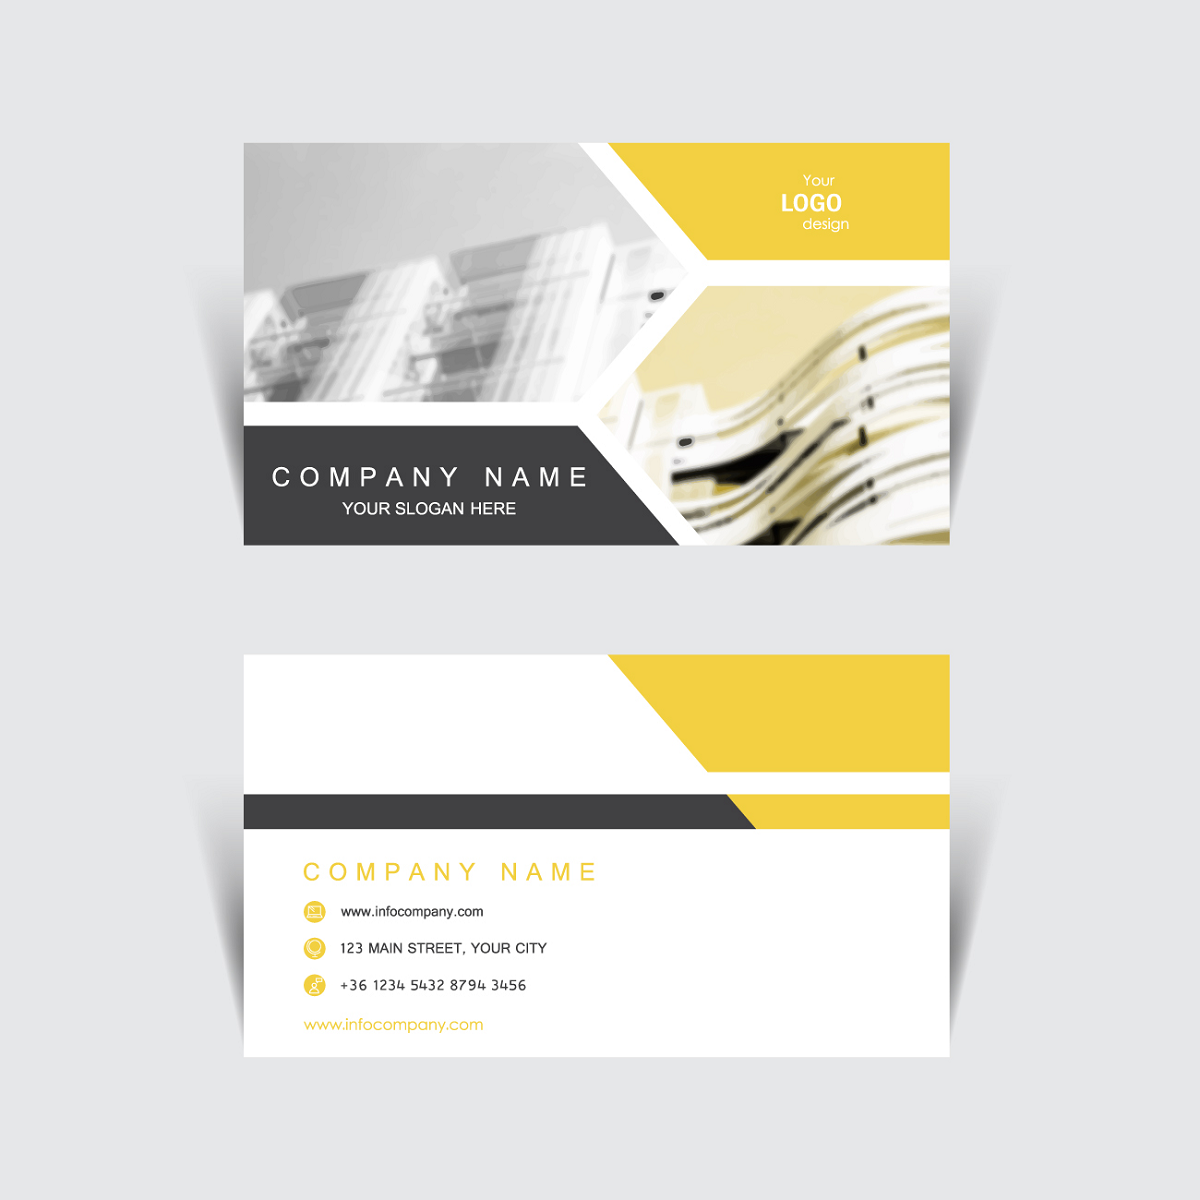 Your
LOGO
design
COMPANY NAME
YOUR SLOGAN HERE
COMPANY NAME
www.infocompany.com
123 MAIN STREET, YOUR CITY
+36 1234 5432 8794 3456
www.infocompany.com